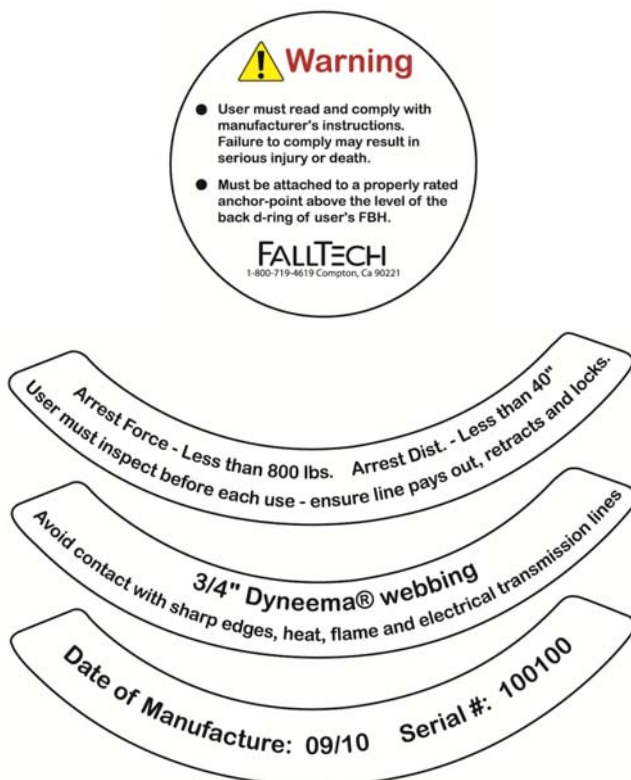 Warning
User must read and comply with
manufacturer's instructions.
Failure to comply may result in
serious injury or death.
Must be attached to a properly rated
anchor-point above the level of the
back d-ring of user's FBH.
FALLTECH
1-800-719-4619 Compton, Ca 90221
Arrest Force - Less than 800 lbs. Arrest Dist. - Less than 40"
User must inspect before each use - ensure line pays out, retracts and locks.
3/4" Dyneema® webbing
Avoid contact with sharp edges, heat, flame and electrical transmission lines
Date of Manufacture: 09/10 Serial #: 100100